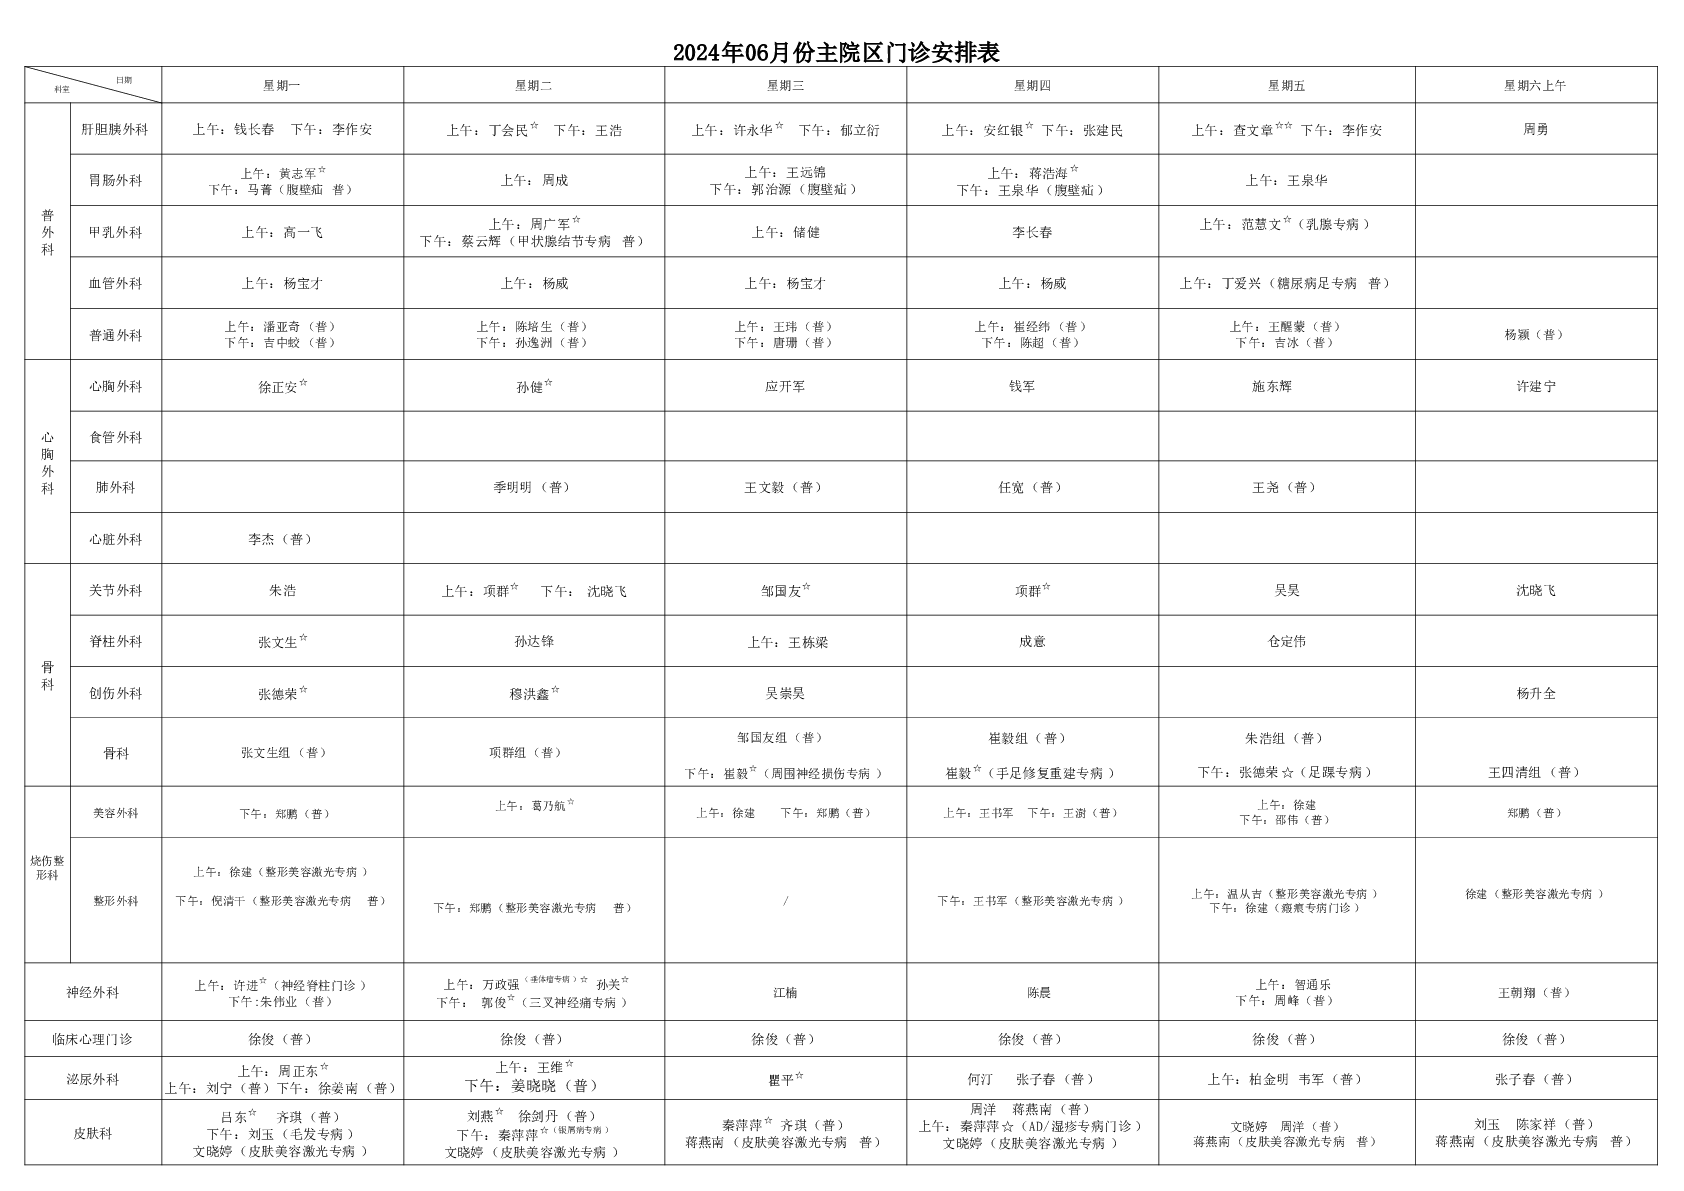 2024年06月份主院区门诊安排表
日期
科室
星期一
星期二
星期三
星期四
星期五
星期六上午
普外科
肝胆胰外科
上午：钱长春 下午：李作安
上午：丁会民☆ 下午：王浩
上午：许永华☆ 下午：郁立衍
上午：安红银☆ 下午：张建民
上午：查文章☆☆ 下午：李作安
周勇
胃肠外科
上午：黄志军☆
下午：马菁（腹壁疝 普）
上午：周成
上午：王远锦
下午：郭治源（腹壁疝）
上午：蒋浩海☆
下午：王泉华（腹壁疝）
上午：王泉华
甲乳外科
上午：高一飞
上午：周广军☆
下午：蔡云辉（甲状腺结节专病 普）
上午：储健
李长春
上午：范慧文☆（乳腺专病）
血管外科
上午：杨宝才
上午：杨威
上午：杨宝才
上午：杨威
上午：丁爱兴（糖尿病足专病 普）
普通外科
上午：潘亚奇（普）
下午：吉中蛟（普）
上午：陈培生（普）
下午：孙逸洲（普）
上午：王玮（普）
下午：唐珊（普）
上午：崔经纬（普）
下午：陈超（普）
上午：王醒蒙（普）
下午：吉冰（普）
杨颖（普）
心胸外科
心胸外科
徐正安☆
孙健☆
应开军
钱军
施东辉
许建宁
食管外科
肺外科
季明明（普）
王文毅（普）
任宽（普）
王尧（普）
心脏外科
李杰（普）
骨科
关节外科
朱浩
上午：项群☆ 下午： 沈晓飞
邹国友☆
项群☆
吴昊
沈晓飞
脊柱外科
张文生☆
孙达锋
上午：王栋梁
成意
仓定伟
创伤外科
张德荣☆
穆洪鑫☆
吴崇昊
杨升全
骨科
张文生组（普）
项群组（普）
邹国友组（普）
下午：崔毅☆（周围神经损伤专病）
崔毅组（普）
崔毅☆（手足修复重建专病）
朱浩组（普）
下午：张德荣☆（足踝专病）
王四清组（普）
烧伤整形科
美容外科
下午：郑鹏（普）
上午：葛乃航☆
上午：徐建 下午：郑鹏（普）
上午：王书军 下午：王澍（普）
上午：徐建
下午：邵伟（普）
郑鹏（普）
整形外科
上午：徐建（整形美容激光专病）
下午：倪清干（整形美容激光专病 普）
下午：郑鹏（整形美容激光专病 普）
/
下午：王书军（整形美容激光专病）
上午：温从吉（整形美容激光专病）
下午：徐建（瘢痕专病门诊）
徐建（整形美容激光专病）
神经外科
上午：许进☆（神经脊柱门诊）
下午:朱伟业（普）
上午：万政强（垂体瘤专病）☆ 孙关☆
下午： 郭俊☆（三叉神经痛专病）
江楠
陈晨
上午：智通乐
下午：周峰（普）
王朝翔（普）
临床心理门诊
徐俊（普）
徐俊（普）
徐俊（普）
徐俊（普）
徐俊（普）
徐俊（普）
泌尿外科
上午：周正东☆
上午：刘宁（普）下午：徐姜南（普）
上午：王维☆
下午：姜晓晓（普）
瞿平☆
何汀 张子春（普）
上午：柏金明 韦军（普）
张子春（普）
皮肤科
吕东☆ 齐琪（普）
下午：刘玉（毛发专病）
文晓婷（皮肤美容激光专病）
刘燕☆ 徐剑丹（普）
下午：秦萍萍☆（银屑病专病）
文晓婷（皮肤美容激光专病）
秦萍萍☆ 齐琪（普）
蒋燕南（皮肤美容激光专病 普）
周洋 蒋燕南（普）
上午：秦萍萍☆（AD/湿疹专病门诊）
文晓婷（皮肤美容激光专病）
文晓婷 周洋（普）
蒋燕南（皮肤美容激光专病 普）
刘玉 陈家祥（普）
蒋燕南（皮肤美容激光专病 普）